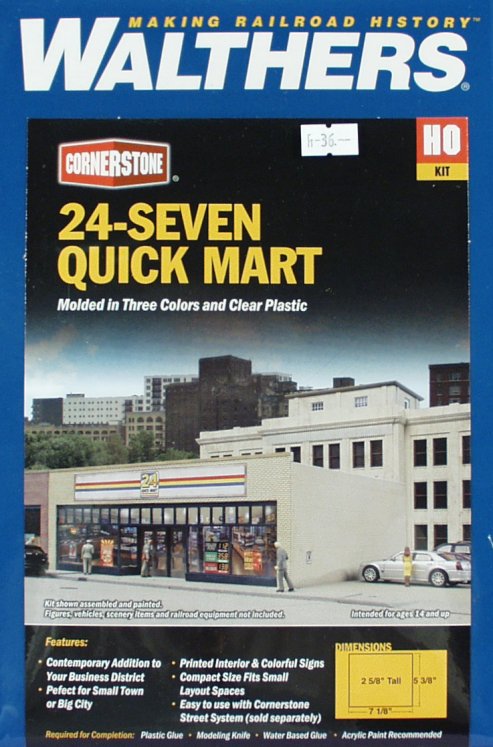 MAKING RAILROAD HISTORY™
WALTHERS®
Fr-36.—
HO
KIT
CORNERSTONE®
24-SEVEN
QUICK MART
Molded in Three Colors and Clear Plastic
24
Kit shown assembled and painted.
Figures, vehicles, scenery items and railroad equipment not included.
Intended for ages 14 and up
Features:
• Contemporary Addition to
Your Business District
• Pefect for Small Town
or Big City
• Printed Interior & Colorful Signs
• Compact Size Fits Small
Layout Spaces
• Easy to use with Cornerstone
Street System (sold separately)
DIMENSIONS
2 5/8" Tall
5 3/8"
7 1/8"
Required for Completion: Plastic Glue • Modeling Knife • Water Based Glue • Acrylic Paint Recommended